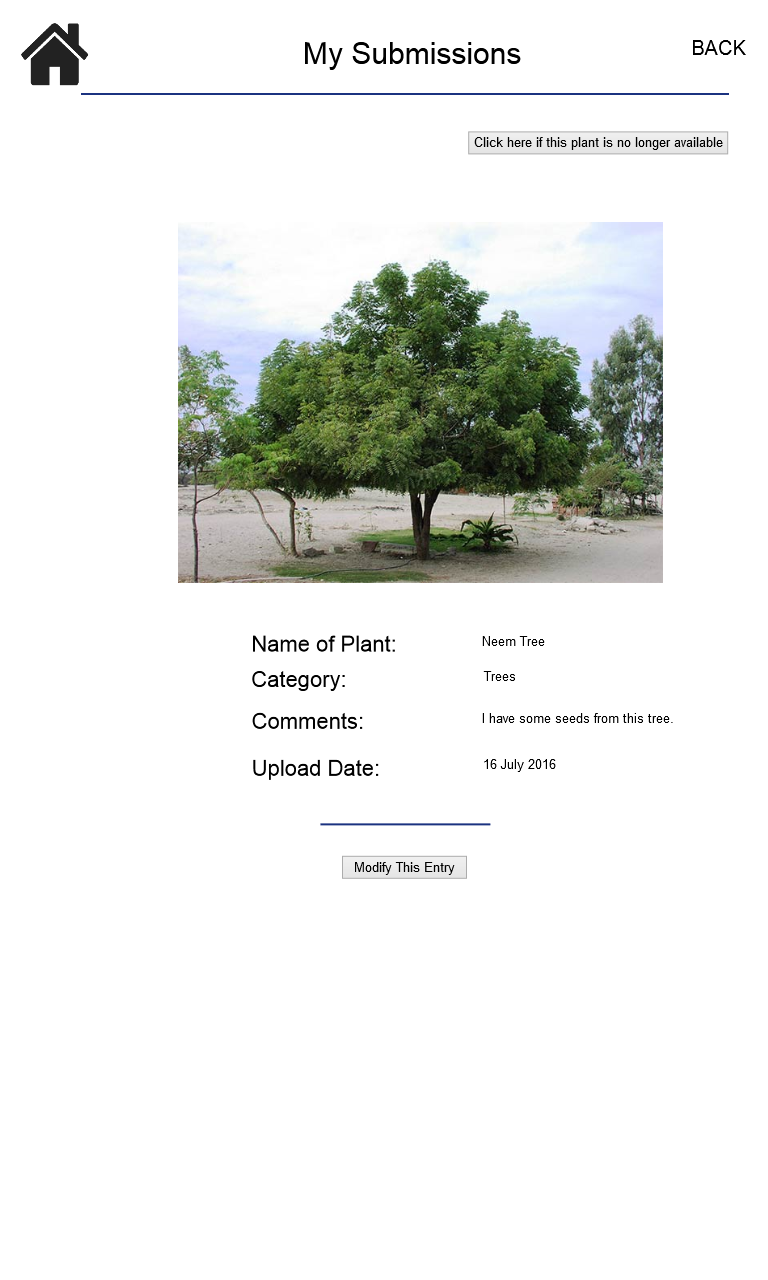 My Submissions
BACK
Click here if this plant is no longer available
Name of Plant: Neem Tree
Category: Trees
Comments: I have some seeds from this tree.
Upload Date: 16 July 2016
Modify This Entry